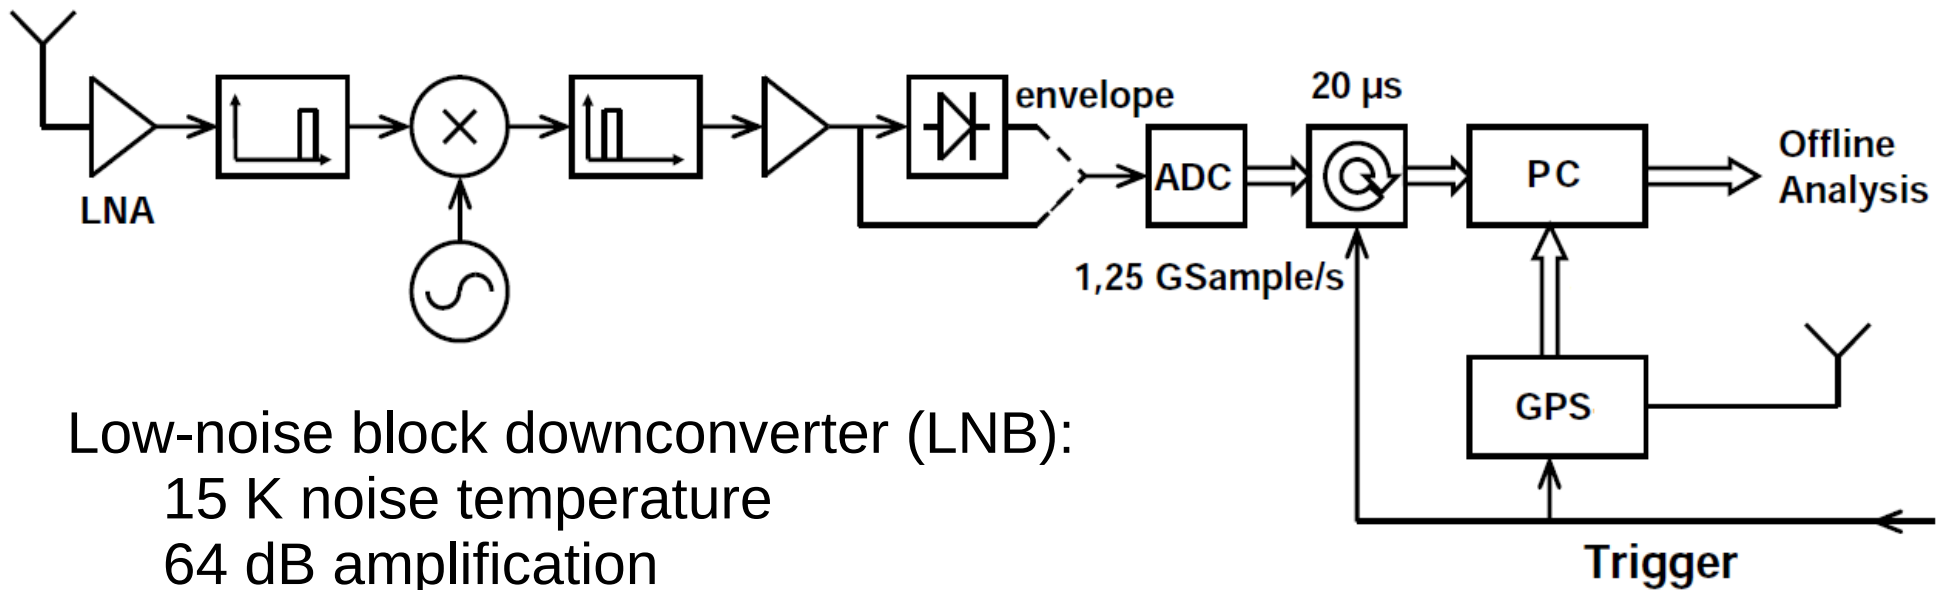 envelope
20 µs
LNA
ADC
PC
Offline
Analysis
1,25 GSample/s
GPS
Trigger
Low-noise block downconverter (LNB):
15 K noise temperature
64 dB amplification